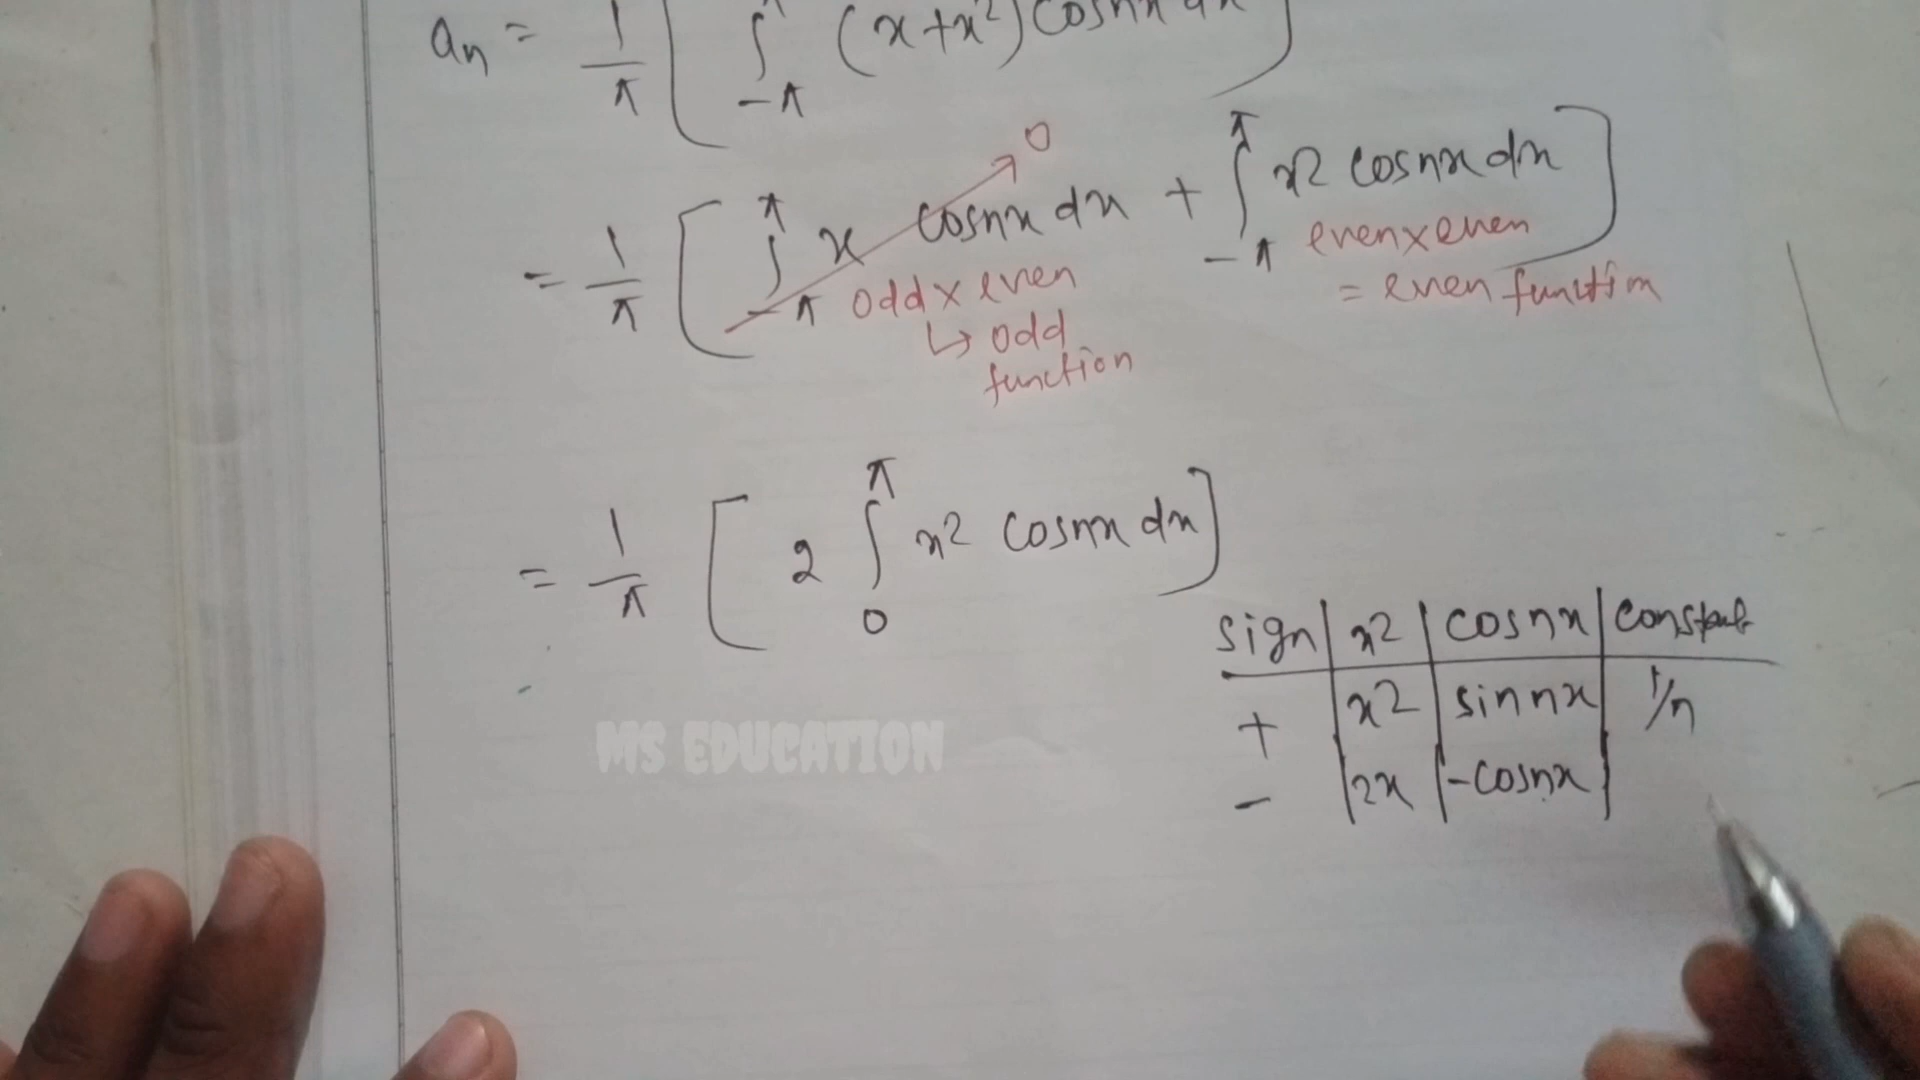 an = 1/π [ ∫_{-π}^{π} (x+x²) cosnx dx ]
= 1/π [ ∫_{-π}^{π} x cosnx dx + ∫_{-π}^{π} x² cosnx dx ]
0
odd x even
↳ odd
function
even x even
= even function
= 1/π [ 2 ∫_{0}^{π} x² cosnx dx ]
sign | x² | cosnx | constant
+ | x² | sinnx | 1/n
- | 2x | -cosnx |
MS EDUCATION